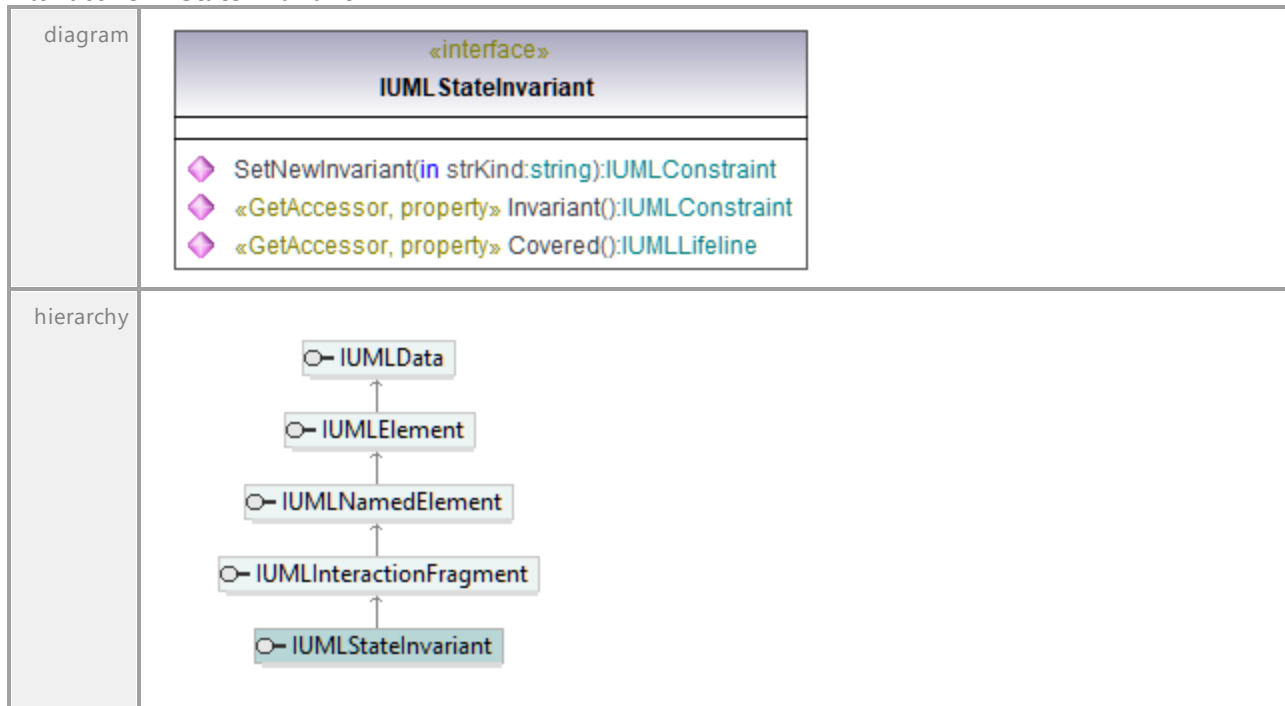 diagram
«interface»
IUMLStateInvariant
SetNewInvariant(in strKind:string):IUMLConstraint
«GetAccessor, property» Invariant():IUMLConstraint
«GetAccessor, property» Covered():IUMLLifeline
hierarchy
IUMLData
IUMLElement
IUMLNamedElement
IUMLInteractionFragment
IUMLStateInvariant